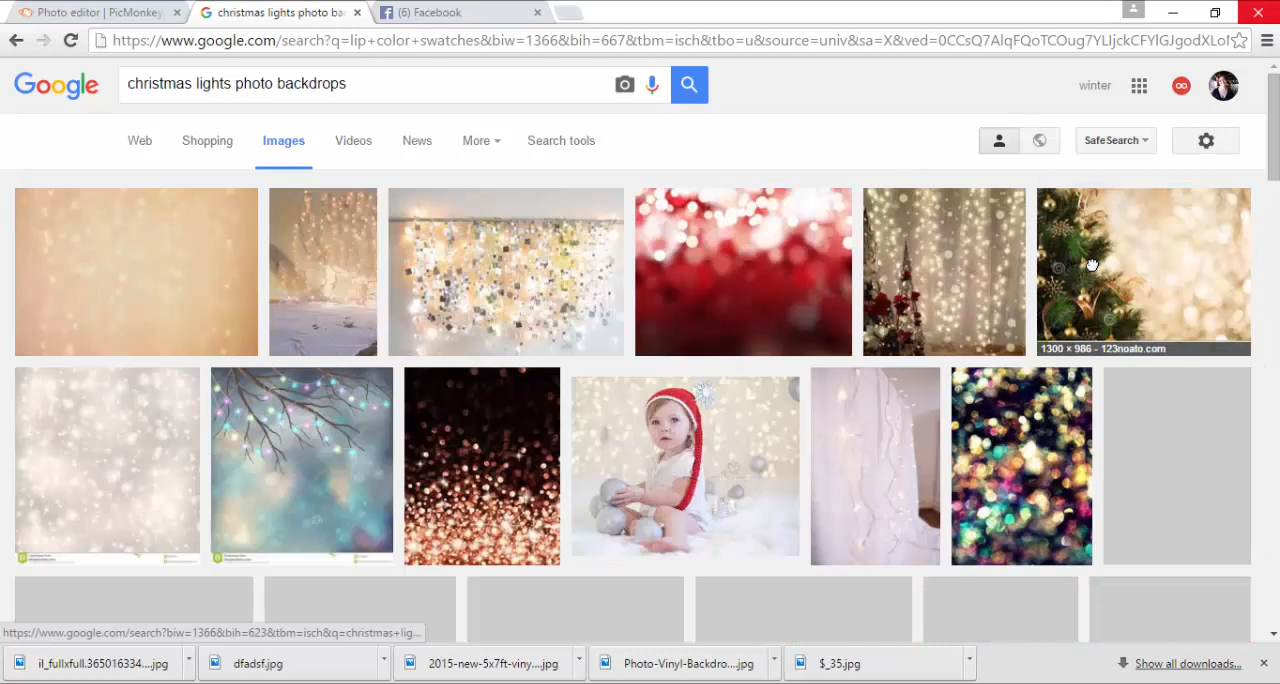 Photo editor | PicMonkey
christmas lights photo ba
(6) Facebook
https://www.google.com/search?q=lip+color+swatches&biw=1366&bih=667&tbm=isch&tbo=u&source=univ&sa=X&ved=
Google
christmas lights photo backdrops
winter
Web
Shopping
Images
Videos
News
More
Search tools
SafeSearch
1300 × 986 - 123noato.com
https://www.google.com/search?biw=1366&bih=623&tbm=isch&q=christmas+lig...
il_fullxfull.365016334....jpg
dfadsf.jpg
2015-new-5x7ft-viny....jpg
Photo-Vinyl-Backdro....jpg
$_35.jpg
Show all downloads...